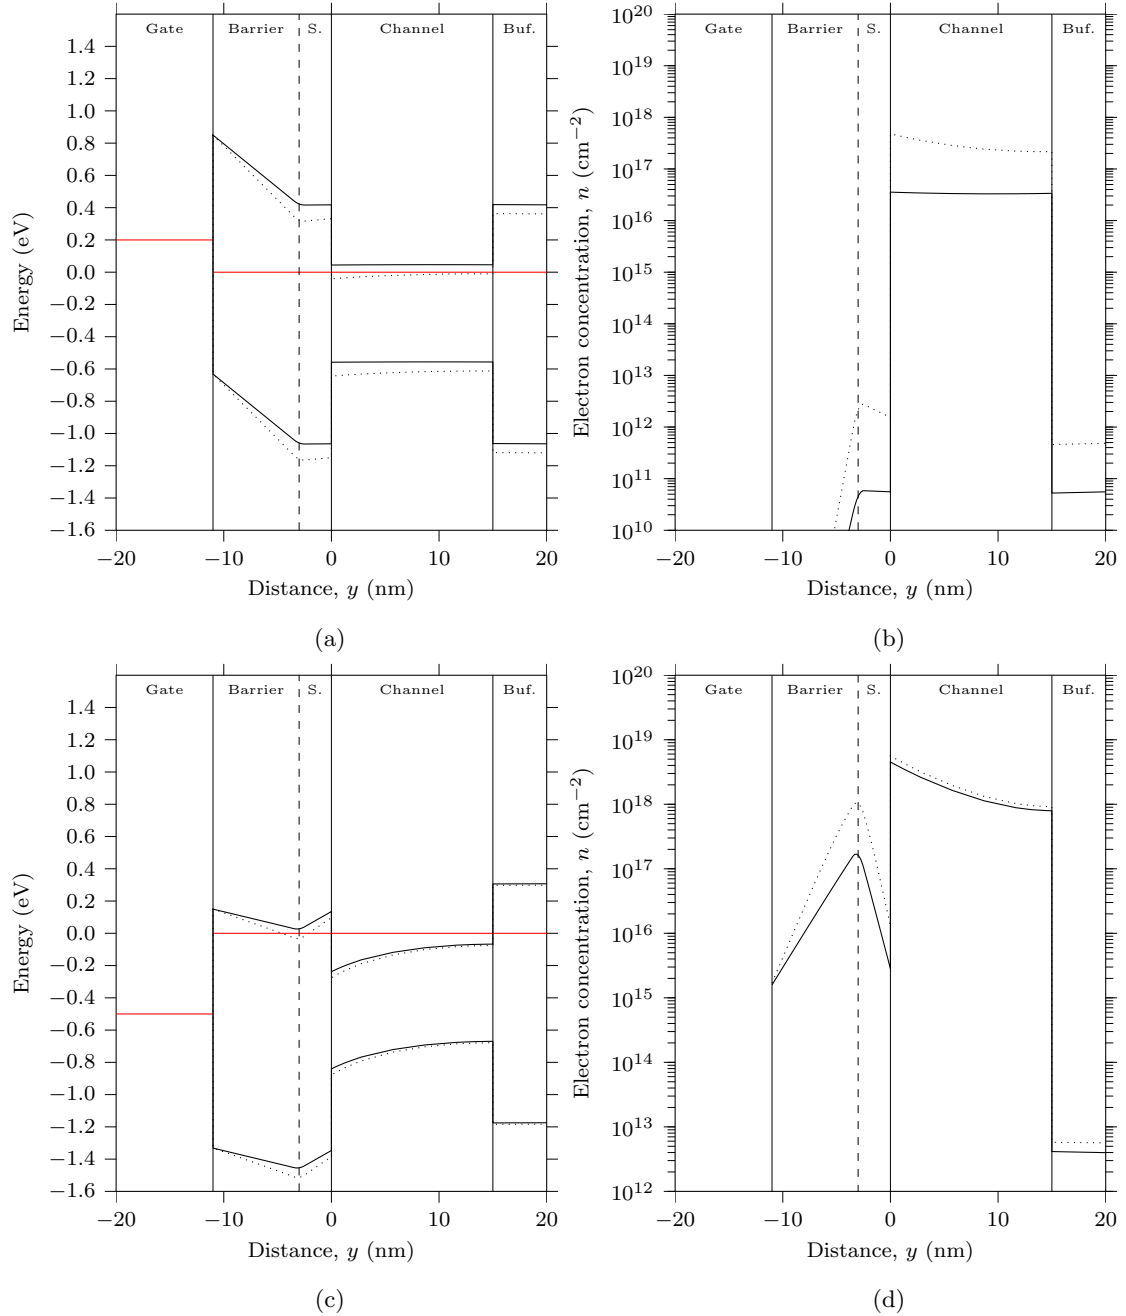 Gate Barrier S. Channel Buf.
1.4
1.2
1.0
0.8
0.6
0.4
0.2
0.0
−0.2
−0.4
−0.6
−0.8
−1.0
−1.2
−1.4
−1.6
Energy (eV)
−20 −10 0 10 20
Distance, y (nm)
(a)
Gate Barrier S. Channel Buf.
10^20
10^19
10^18
10^17
10^16
10^15
10^14
10^13
10^12
10^11
10^10
Electron concentration, n (cm^−2)
−20 −10 0 10 20
Distance, y (nm)
(b)
Gate Barrier S. Channel Buf.
1.4
1.2
1.0
0.8
0.6
0.4
0.2
0.0
−0.2
−0.4
−0.6
−0.8
−1.0
−1.2
−1.4
−1.6
Energy (eV)
−20 −10 0 10 20
Distance, y (nm)
(c)
Gate Barrier S. Channel Buf.
10^20
10^19
10^18
10^17
10^16
10^15
10^14
10^13
10^12
Electron concentration, n (cm^−2)
−20 −10 0 10 20
Distance, y (nm)
(d)